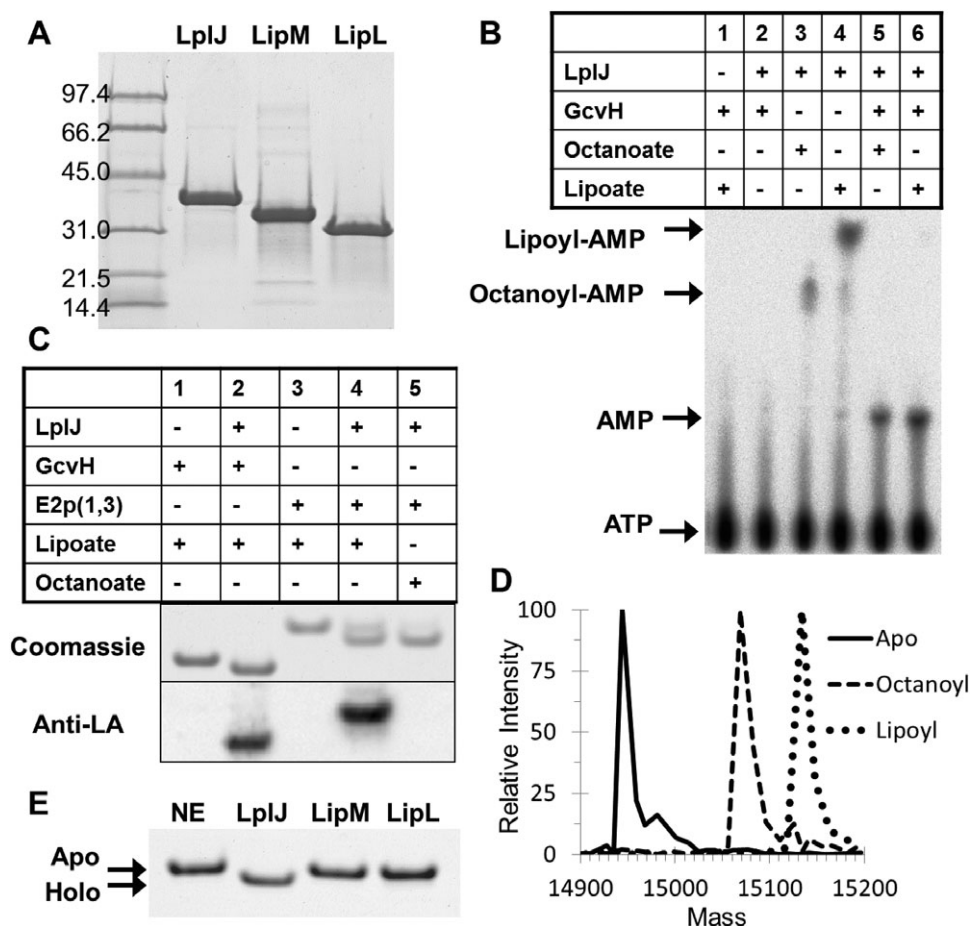 A
LplJ LipM LipL
97.4
66.2
45.0
31.0
21.5
14.4
B
1 2 3 4 5 6
LplJ - + + + + +
GcvH + + - - + +
Octanoate - - + - + -
Lipoate + - - + - +
Lipoyl-AMP
Octanoyl-AMP
AMP
ATP
C
1 2 3 4 5
LplJ - + - + +
GcvH + + - - -
E2p(1,3) - - + + +
Lipoate + + + + -
Octanoate - - - - +
Coomassie
Anti-LA
D
Relative Intensity
100
75
50
25
0
14900 15000 15100 15200
Mass
Apo
Octanoyl
Lipoyl
E
NE LplJ LipM LipL
Apo
Holo